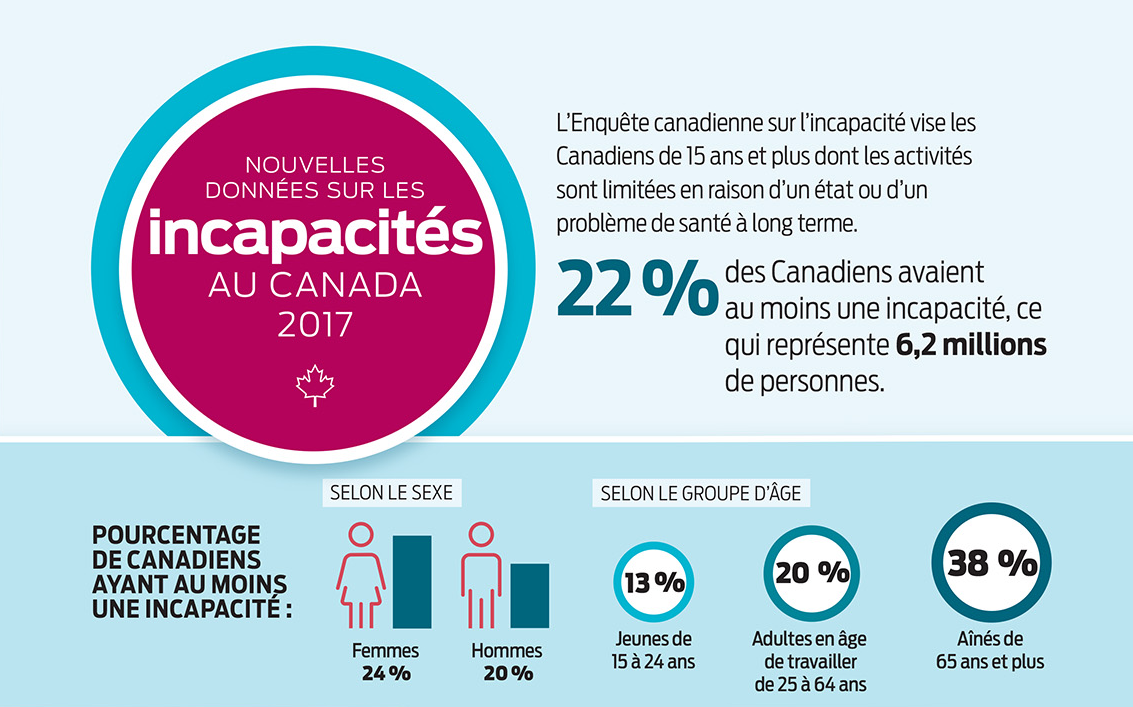 NOUVELLES
DONNÉES SUR LES
incapacités
AU CANADA
2017
L'Enquête canadienne sur l'incapacité vise les
Canadiens de 15 ans et plus dont les activités
sont limitées en raison d'un état ou d'un
problème de santé à long terme.
22 % des Canadiens avaient
au moins une incapacité, ce
qui représente 6,2 millions
de personnes.
POURCENTAGE
DE CANADIENS
AYANT AU MOINS
UNE INCAPACITÉ :
SELON LE SEXE
Femmes
24 %
Hommes
20 %
SELON LE GROUPE D'ÂGE
13 %
Jeunes de
15 à 24 ans
20 %
Adultes en âge
de travailler
de 25 à 64 ans
38 %
Aînés de
65 ans et plus